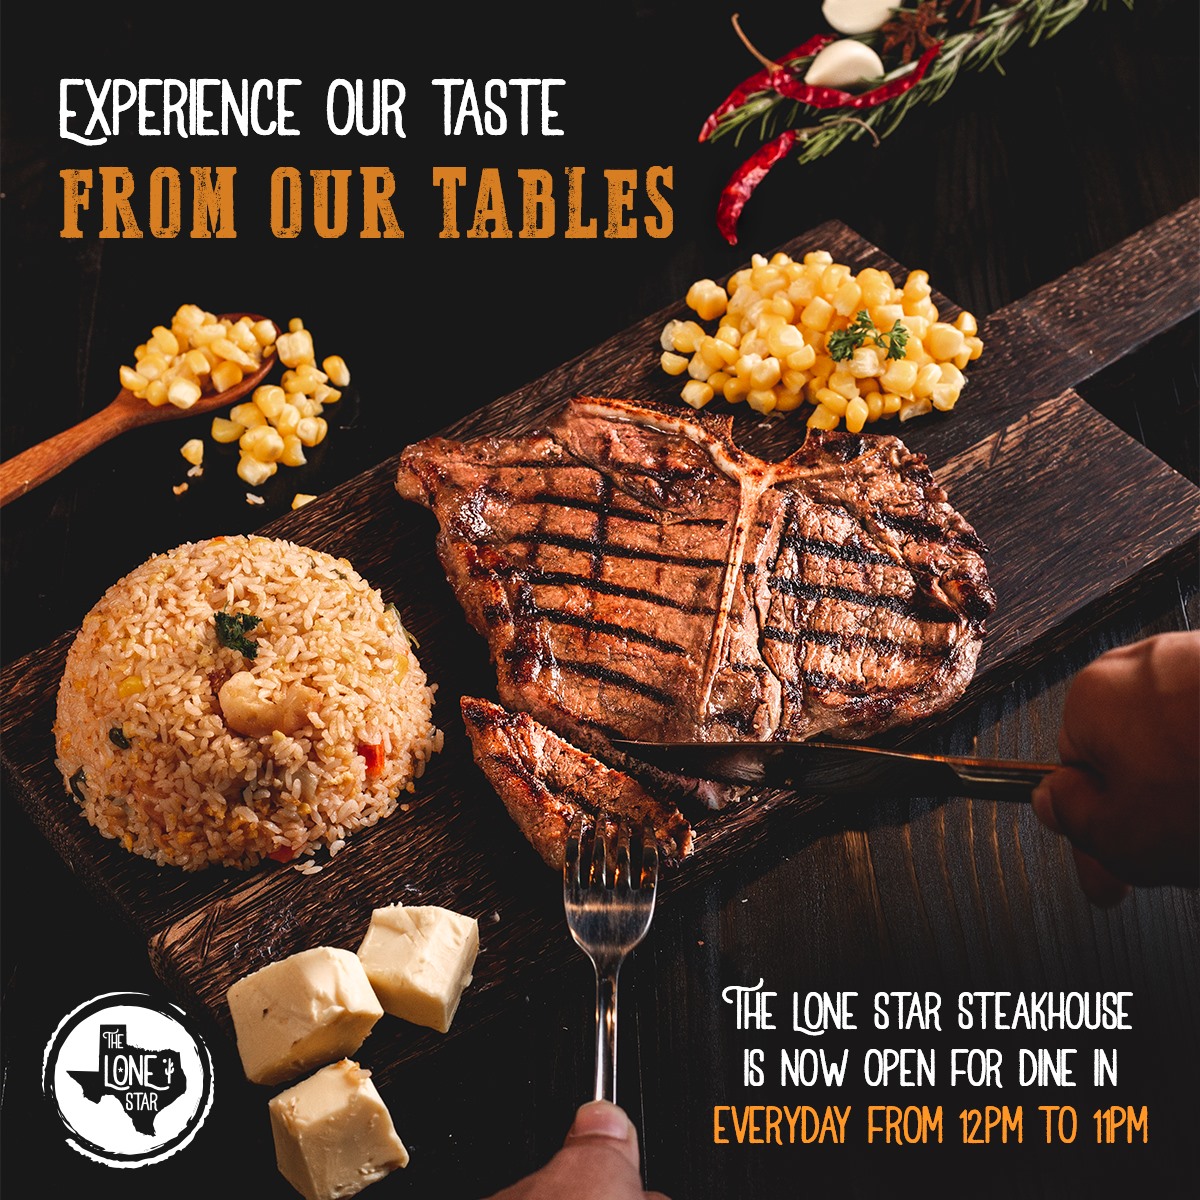 EXPERIENCE OUR TASTE
FROM OUR TABLES
THE LONE STAR STEAKHOUSE
IS NOW OPEN FOR DINE IN
EVERYDAY FROM 12PM TO 11PM
THE
LONE
STAR